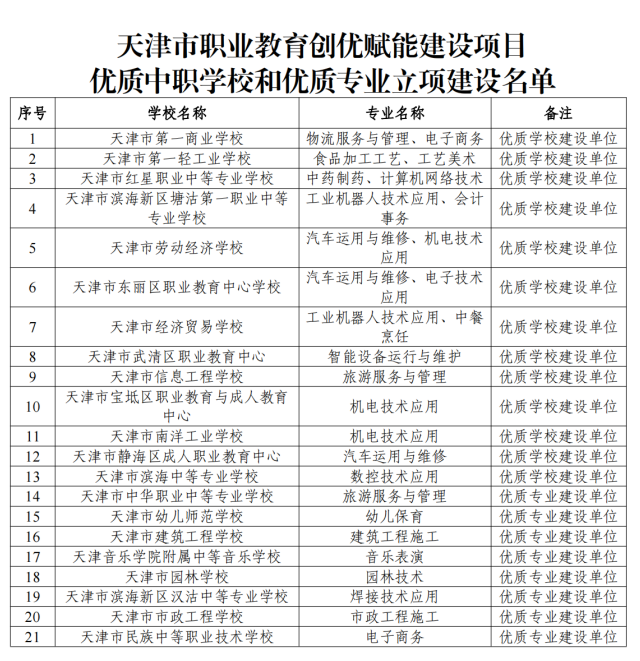 天津市职业教育创优赋能建设项目
优质中职学校和优质专业立项建设名单
序号 学校名称 专业名称 备注
1 天津市第一商业学校 物流服务与管理、电子商务 优质学校建设单位
2 天津市第一轻工业学校 食品加工工艺、工艺美术 优质学校建设单位
3 天津市红星职业中等专业学校 中药制药、计算机网络技术 优质学校建设单位
4 天津市滨海新区塘沽第一职业中等专业学校 工业机器人技术应用、会计事务 优质学校建设单位
5 天津市劳动经济学校 汽车运用与维修、机电技术应用 优质学校建设单位
6 天津市东丽区职业教育中心学校 汽车运用与维修、电子技术应用 优质学校建设单位
7 天津市经济贸易学校 工业机器人技术应用、中餐烹饪 优质学校建设单位
8 天津市武清区职业教育中心 智能设备运行与维护 优质学校建设单位
9 天津市信息工程学校 旅游服务与管理 优质学校建设单位
10 天津市宝坻区职业教育与成人教育中心 机电技术应用 优质学校建设单位
11 天津市南洋工业学校 机电技术应用 优质学校建设单位
12 天津市静海区成人职业教育中心 汽车运用与维修 优质学校建设单位
13 天津市滨海中等专业学校 数控技术应用 优质学校建设单位
14 天津市中华职业中等专业学校 旅游服务与管理 优质专业建设单位
15 天津市幼儿师范学校 幼儿保育 优质专业建设单位
16 天津市建筑工程学校 建筑工程施工 优质专业建设单位
17 天津音乐学院附属中等音乐学校 音乐表演 优质专业建设单位
18 天津市园林学校 园林技术 优质专业建设单位
19 天津市滨海新区汉沽中等专业学校 焊接技术应用 优质专业建设单位
20 天津市市政工程学校 市政工程施工 优质专业建设单位
21 天津市民族中等职业技术学校 电子商务 优质专业建设单位